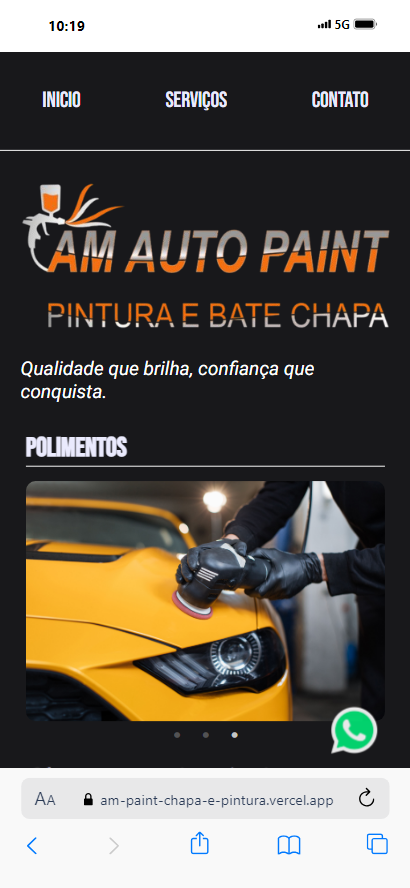 10:19 5G
INICIO SERVIÇOS CONTATO
AM AUTO PAINT
PINTURA E BATE CHAPA
Qualidade que brilha, confiança que
conquista.
POLIMENTOS
AA am-paint-chapa-e-pintura.vercel.app